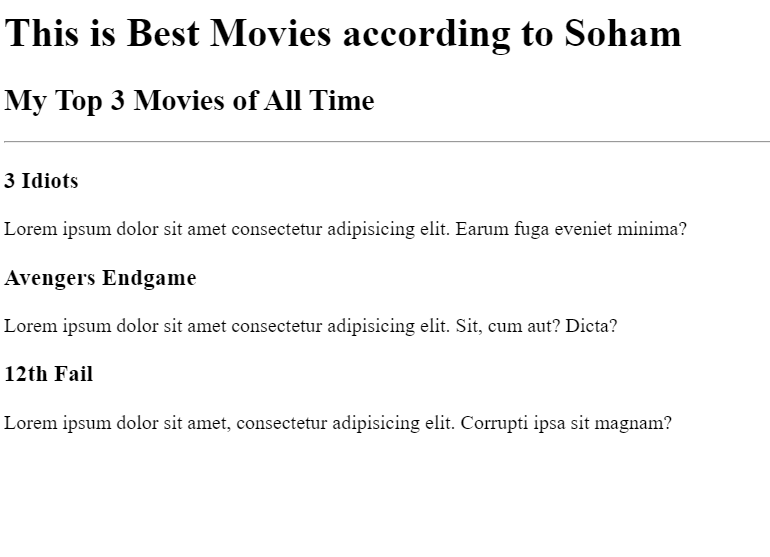 This is Best Movies according to Soham
My Top 3 Movies of All Time
3 Idiots
Lorem ipsum dolor sit amet consectetur adipisicing elit. Earum fuga eveniet minima?
Avengers Endgame
Lorem ipsum dolor sit amet consectetur adipisicing elit. Sit, cum aut? Dicta?
12th Fail
Lorem ipsum dolor sit amet, consectetur adipisicing elit. Corrupti ipsa sit magnam?